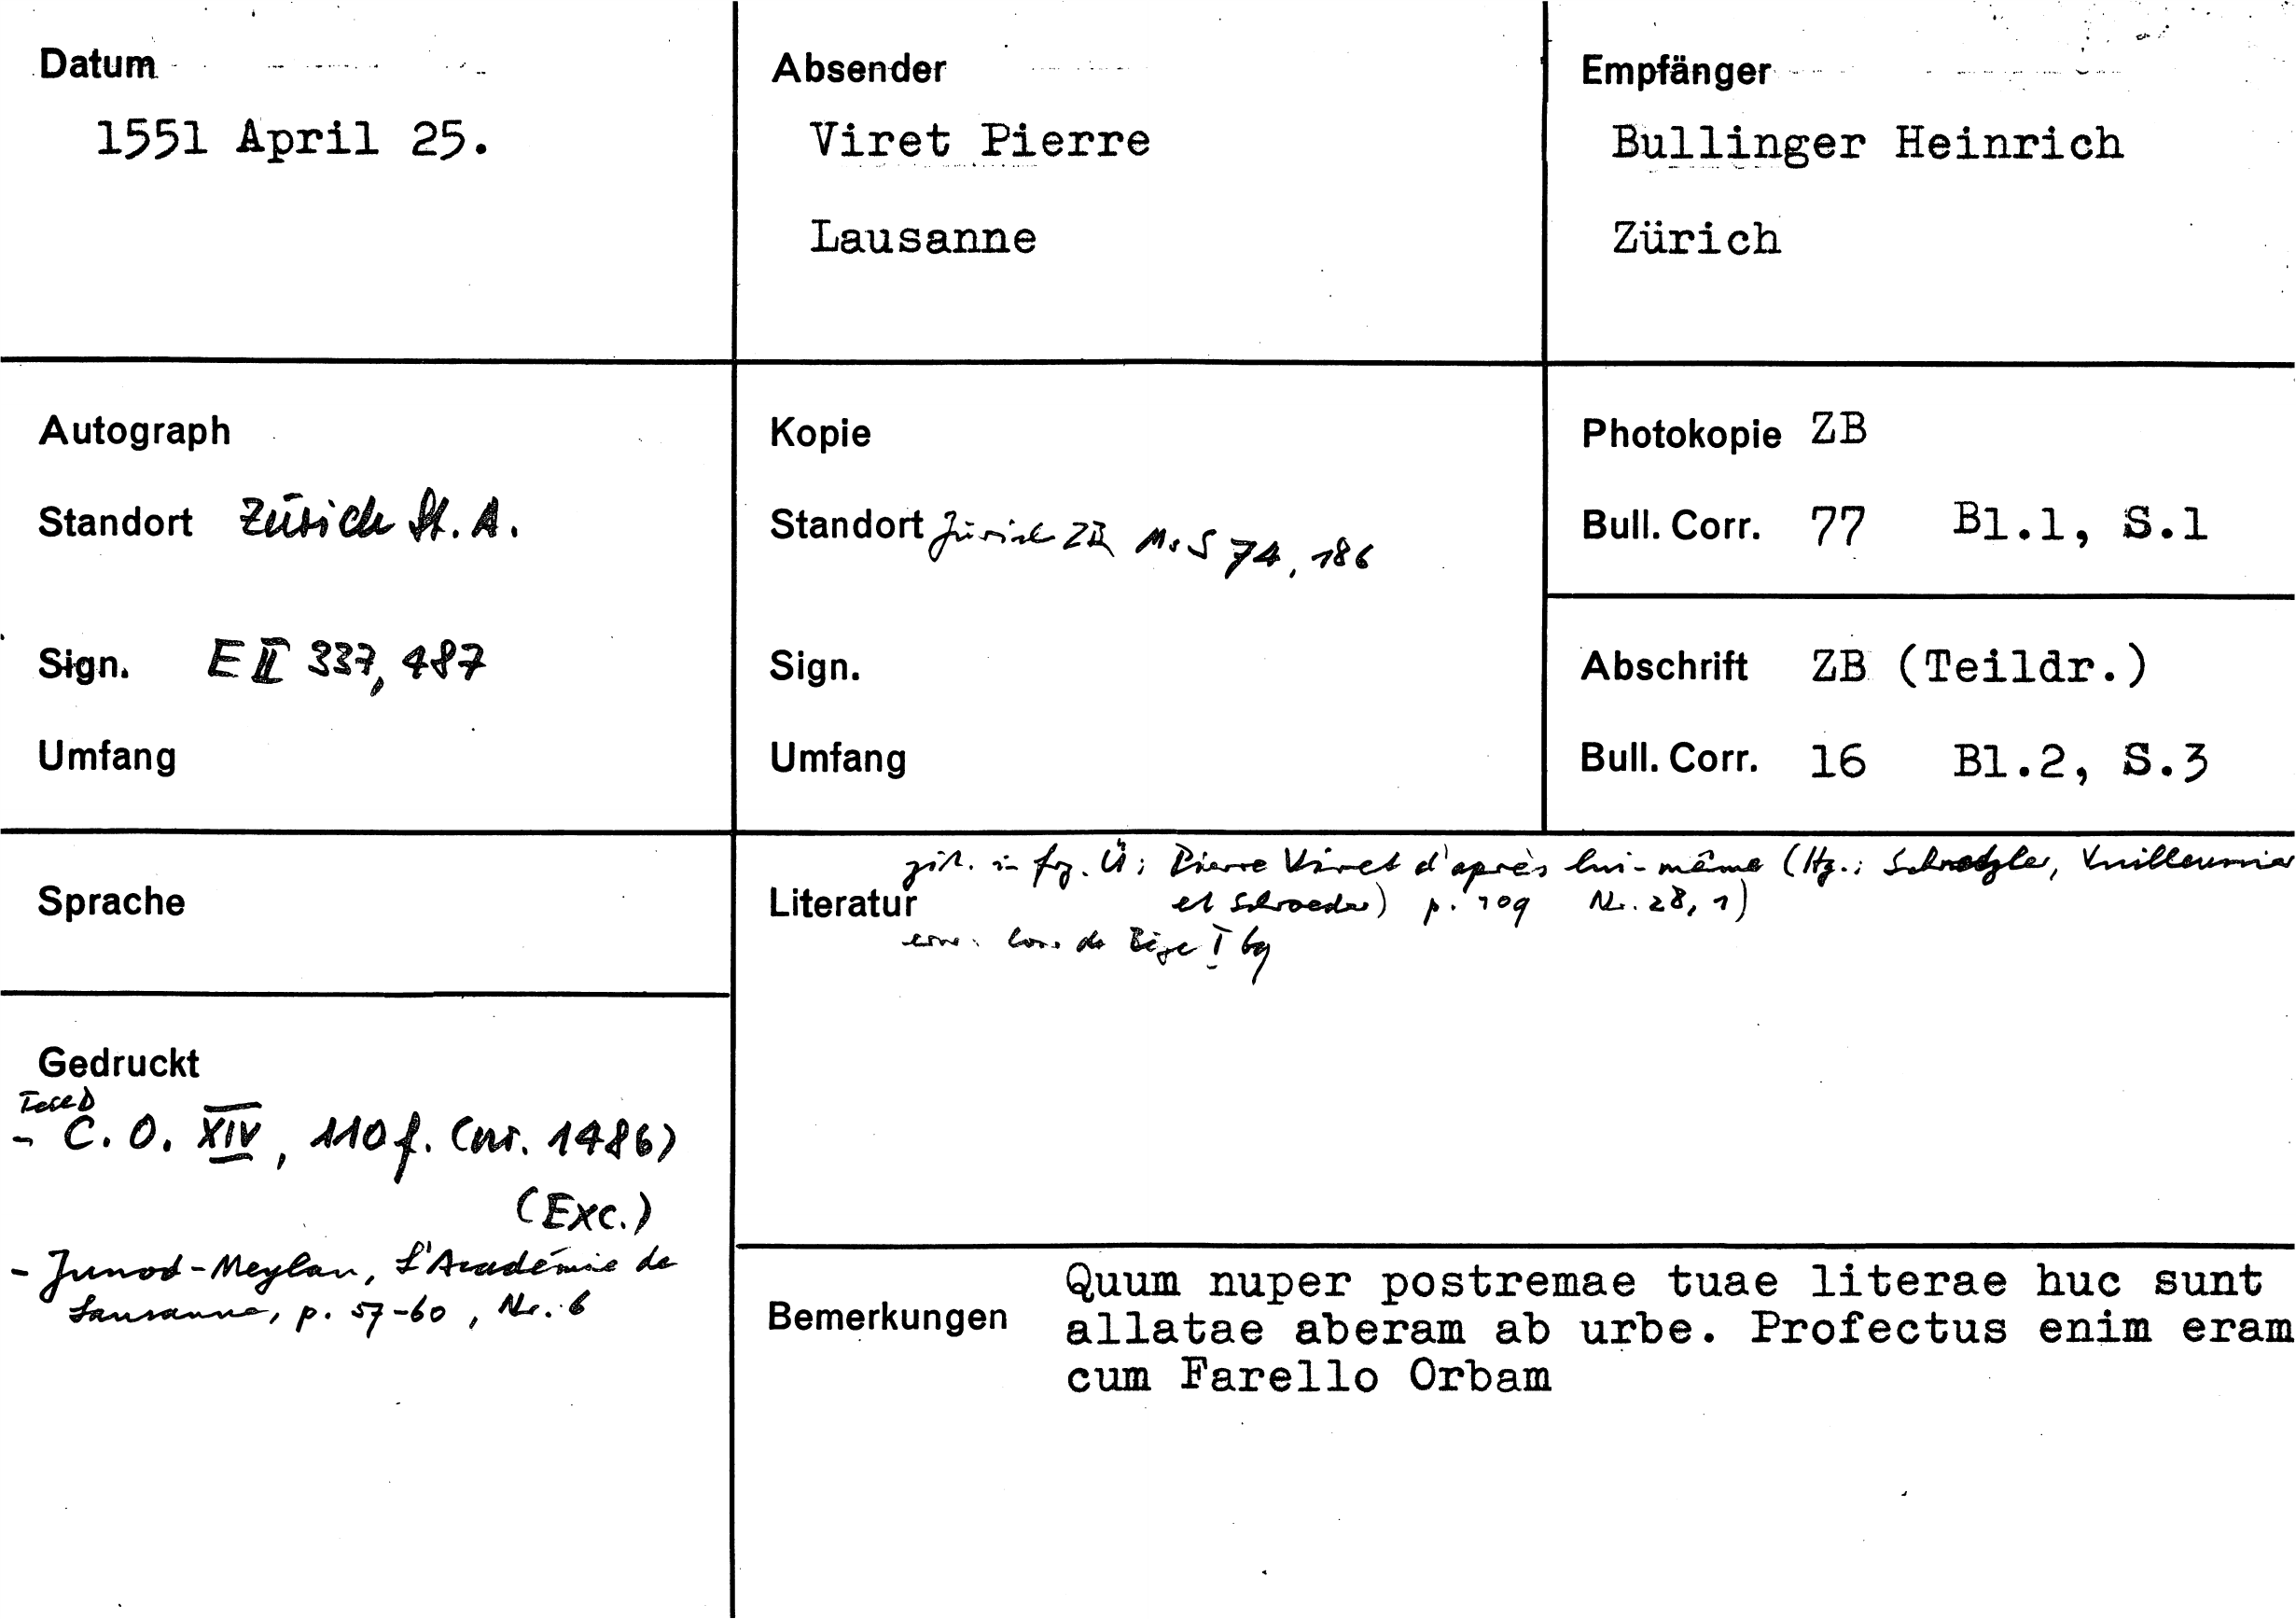 Datum
1551 April 25.
Absender
Viret Pierre
Lausanne
Empfänger
Bullinger Heinrich
Zürich
Autograph
Standort Zürich St. A.
Sign. E II 337, 487
Umfang
Kopie
Standort Zürich ZB Ms S 74, 186
Sign.
Umfang
Photokopie ZB
Bull. Corr. 77 Bl.1, S.1
Abschrift ZB (Teildr.)
Bull. Corr. 16 Bl.2, S.3
Sprache
Gedruckt
- C. O. XIV, 110 f. (nr. 1486)
(Exc.)
- Junod-Meylan, L'Académie de
Lausanne, p. 57-60, Nr. 6
zit. in frz. Ü; Pierre Viret d'après lui-même (Hg.: Vuilleumier
Literatur et Schroeder) p. 109 Nr. 28, 1)
de Bèze I 69
Bemerkungen
Quum nuper postremae tuae literae huc sunt
allatae aberam ab urbe. Profectus enim eram
cum Farello Orbam